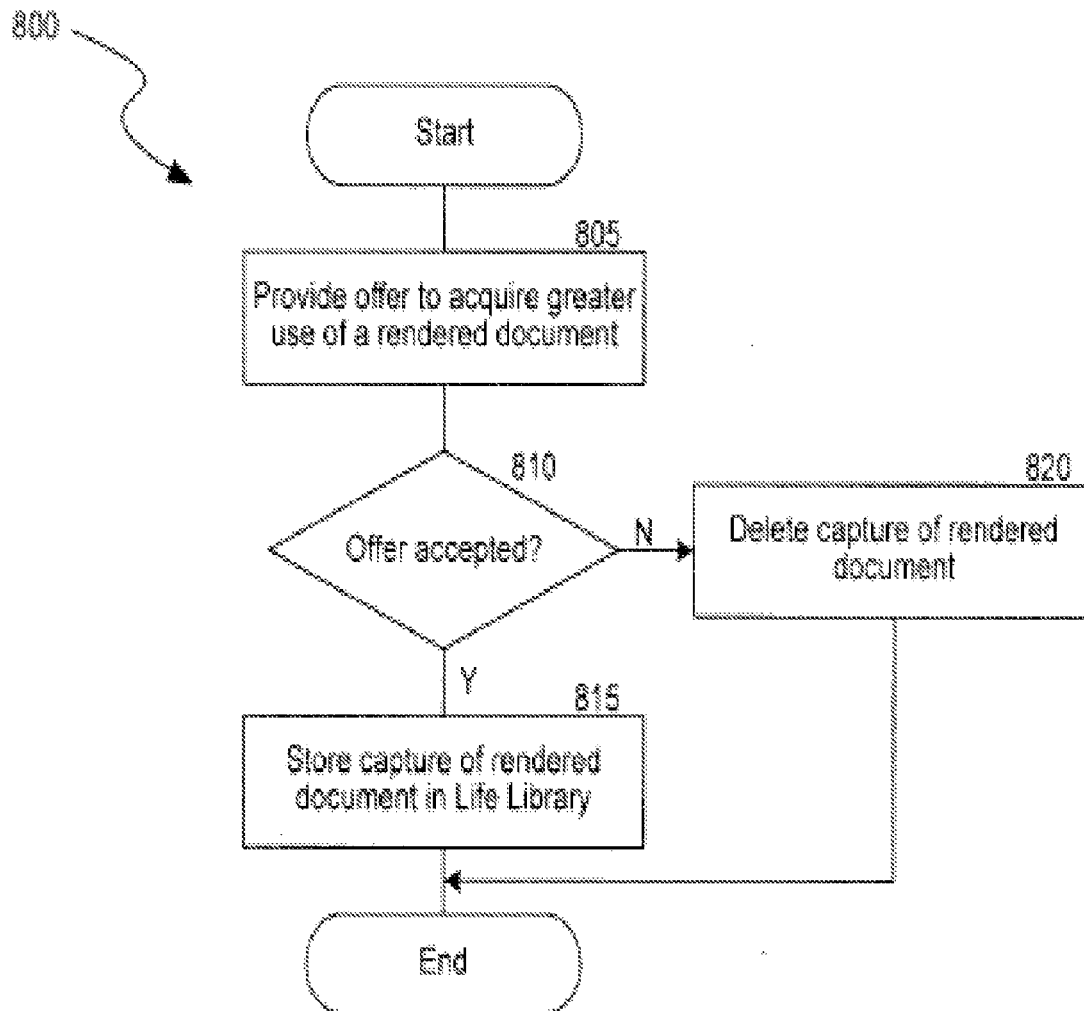 800
Start
805
Provide offer to acquire greater
use of a rendered document
810
Offer accepted?
N
820
Delete capture of rendered
document
Y
815
Store capture of rendered
document in Life Library
End